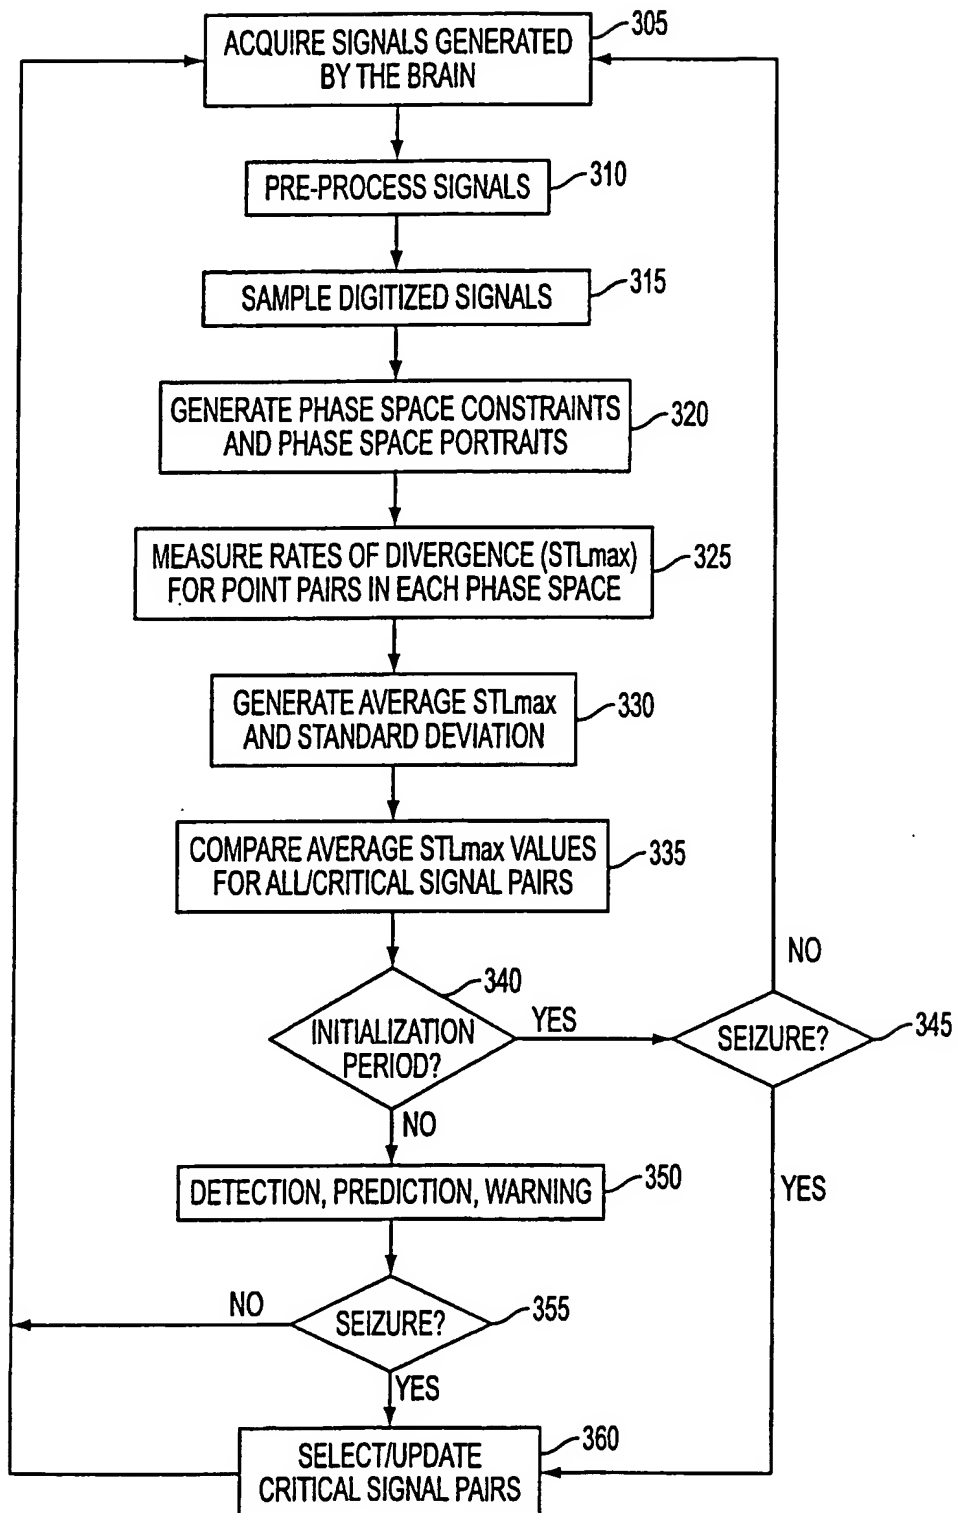 ACQUIRE SIGNALS GENERATED
BY THE BRAIN
305
PRE-PROCESS SIGNALS
310
SAMPLE DIGITIZED SIGNALS
315
GENERATE PHASE SPACE CONSTRAINTS
AND PHASE SPACE PORTRAITS
320
MEASURE RATES OF DIVERGENCE (STLmax)
FOR POINT PAIRS IN EACH PHASE SPACE
325
GENERATE AVERAGE STLmax
AND STANDARD DEVIATION
330
COMPARE AVERAGE STLmax VALUES
FOR ALL/CRITICAL SIGNAL PAIRS
335
INITIALIZATION
PERIOD?
340
YES
NO
SEIZURE?
345
NO
YES
DETECTION, PREDICTION, WARNING
350
SEIZURE?
355
NO
YES
SELECT/UPDATE
CRITICAL SIGNAL PAIRS
360